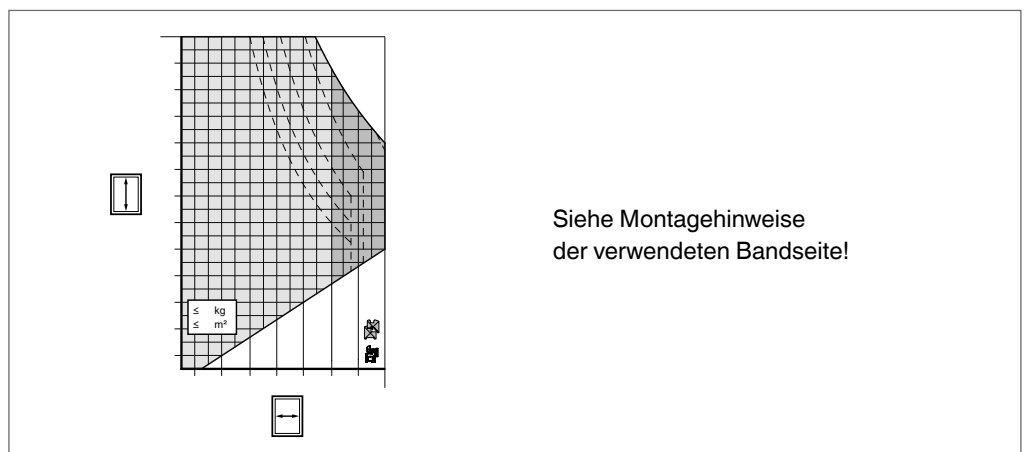 ≤ kg
≤ m²
Siehe Montagehinweise
der verwendeten Bandseite!